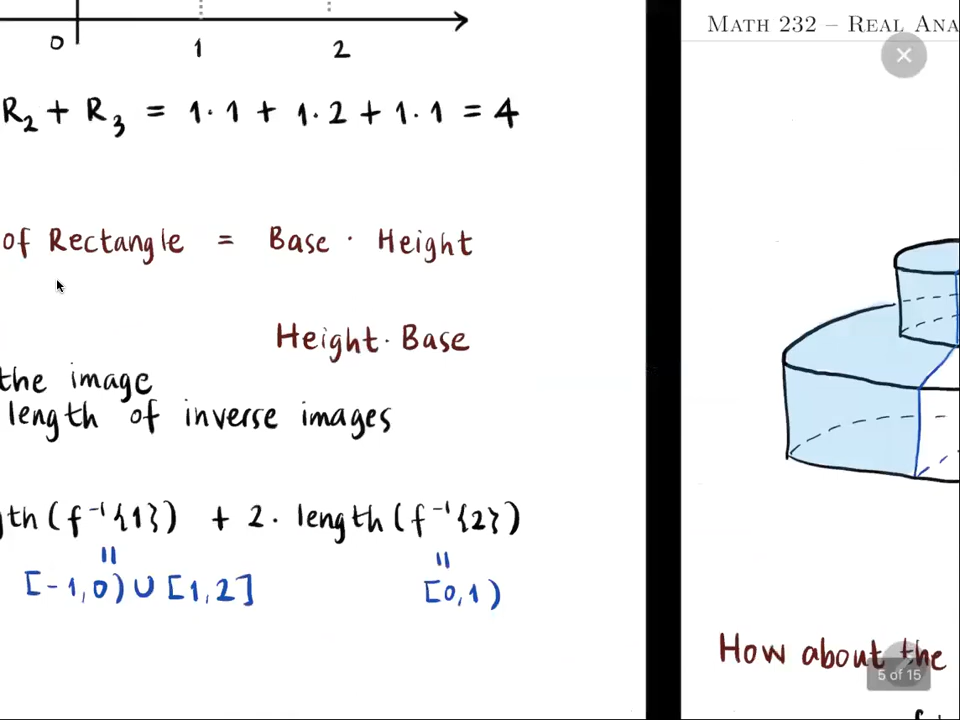 0 1 2
R₂ + R₃ = 1·1 + 1·2 + 1·1 = 4
of Rectangle = Base · Height
Height · Base
the image
length of inverse images
gth(f⁻¹{1}) + 2· length(f⁻¹{2})
[-1,0) ∪ [1,2] [0,1)
MATH 232 – REAL ANA
How about the
5 of 15